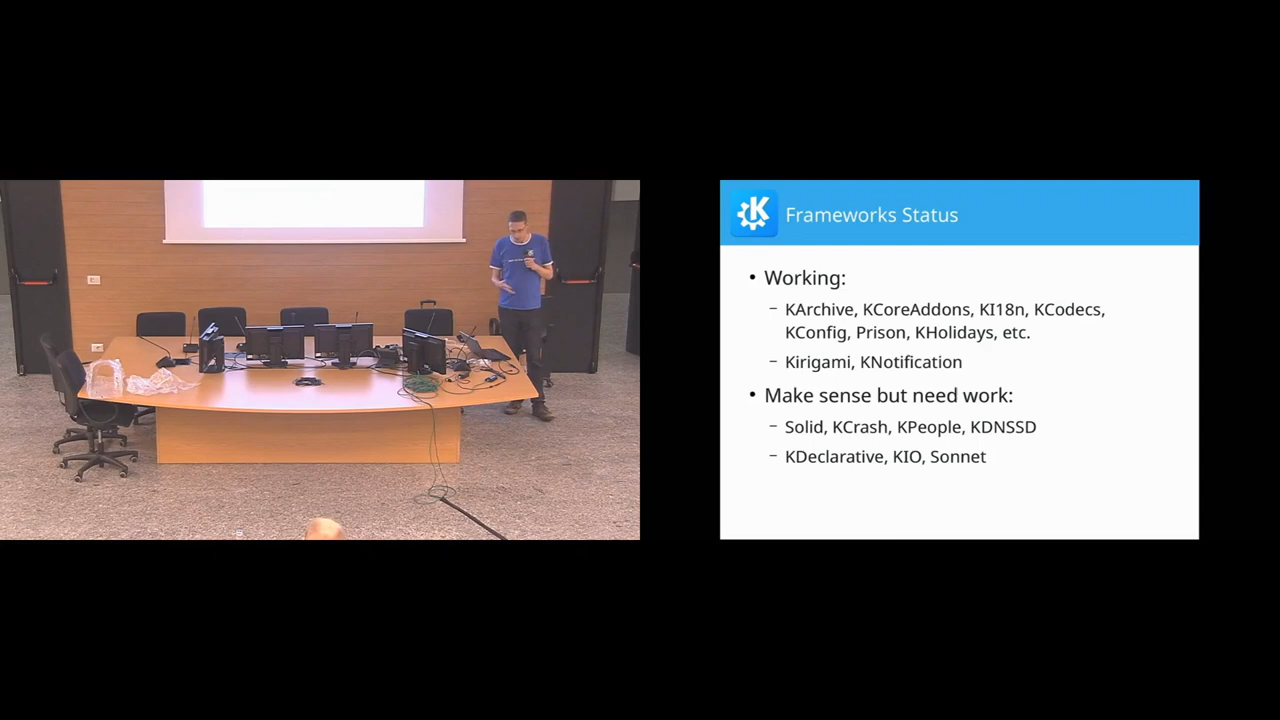 Frameworks Status
• Working:
– KArchive, KCoreAddons, KI18n, KCodecs,
KConfig, Prison, KHolidays, etc.
– Kirigami, KNotification
• Make sense but need work:
– Solid, KCrash, KPeople, KDNSSD
– KDeclarative, KIO, Sonnet